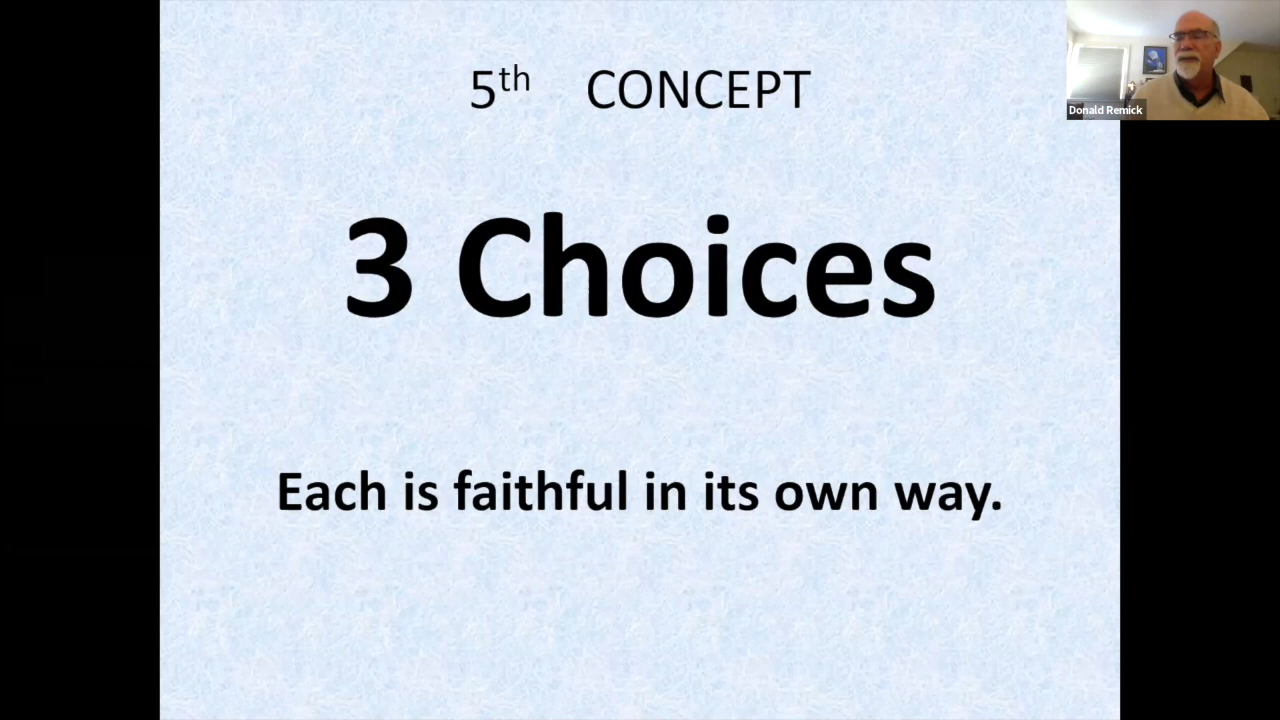 5th CONCEPT
Donald Remick
3 Choices
Each is faithful in its own way.